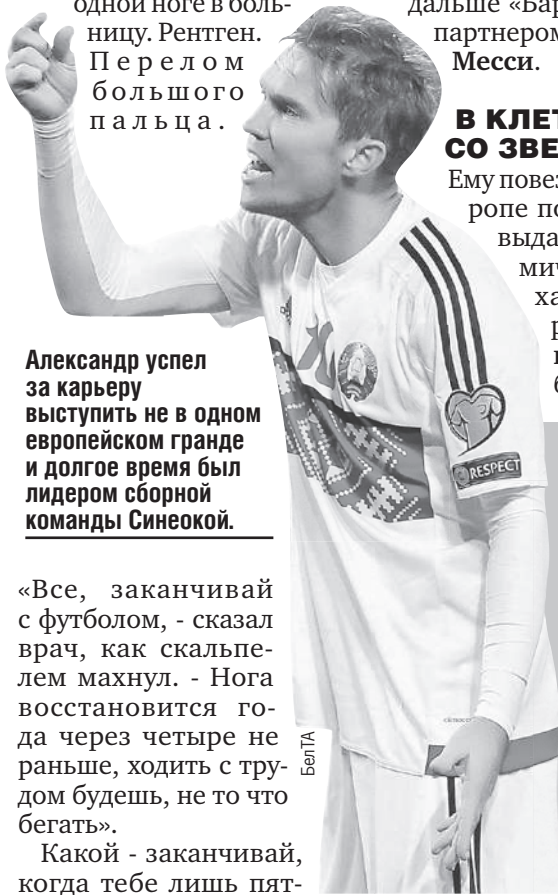 одной ноге в боль-
ницу. Рентген.
Перелом
большого
пальца.
Александр успел
за карьеру
выступить не в одном
европейском гранде
и долгое время был
лидером сборной
команды Синеокой.
«Все, заканчивай
с футболом, - сказал
врач, как скальпе-
лем махнул. - Нога
восстановится го-
да через четыре не
раньше, ходить с тру-
дом будешь, не то что
бегать».
Какой - заканчивай,
когда тебе лишь пят-
БелТА
RESPECT
дальше «Бар
партнером
Месси.
В КЛЕТ
СО ЗВЕ
Ему повез
ропе по
выда
мич
ха